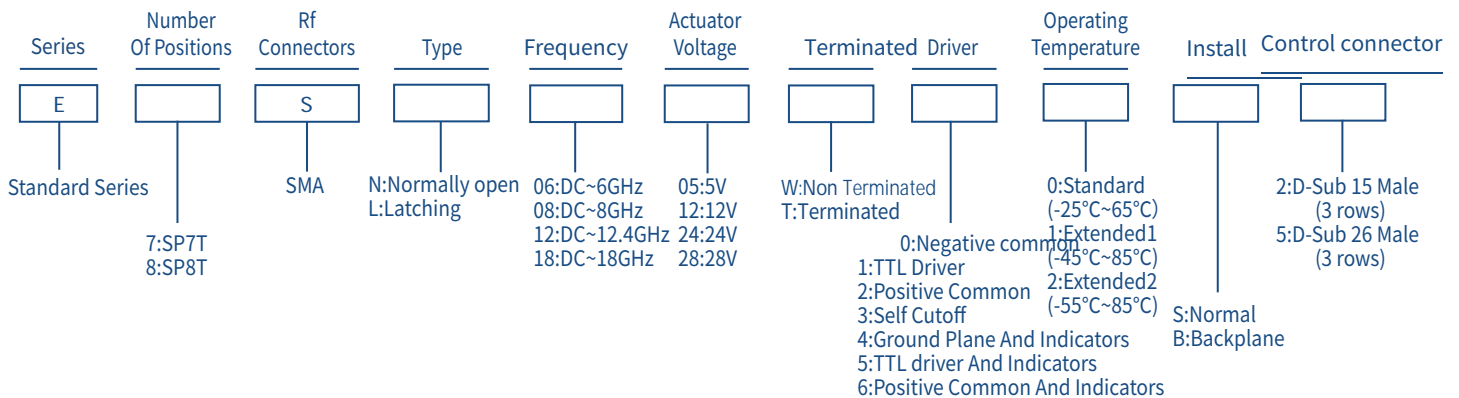 Series
Number
Of Positions
Rf
Connectors
Type
Frequency
Actuator
Voltage
Terminated
Driver
Operating
Temperature
Install
Control connector
E
S
Standard Series
7:SP7T
8:SP8T
SMA
N:Normally open
L:Latching
06:DC~6GHz
08:DC~8GHz
12:DC~12.4GHz
18:DC~18GHz
05:5V
12:12V
24:24V
28:28V
W:Non Terminated
T:Terminated
0:Negative common
1:TTL Driver
2:Positive Common
3:Self Cutoff
4:Ground Plane And Indicators
5:TTL driver And Indicators
6:Positive Common And Indicators
0:Standard
(-25°C~65°C)
1:Extended1
(-45°C~85°C)
2:Extended2
(-55°C~85°C)
S:Normal
B:Backplane
2:D-Sub 15 Male
(3 rows)
5:D-Sub 26 Male
(3 rows)